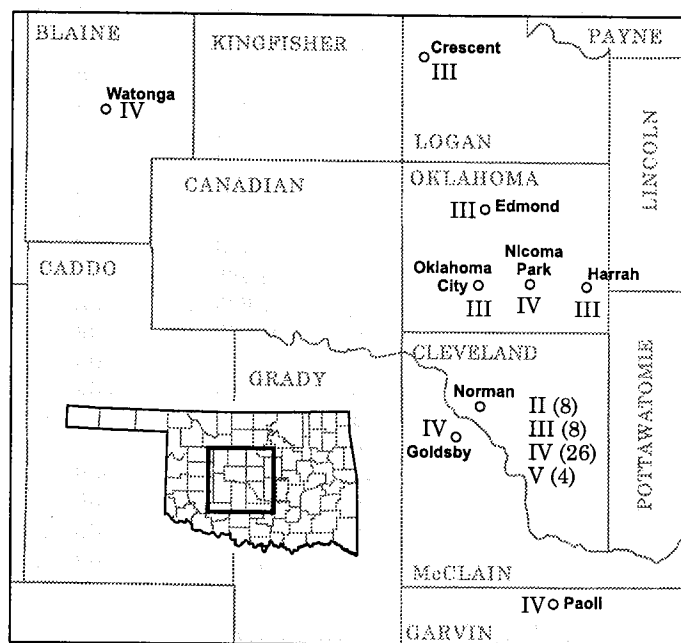 BLAINE
KINGFISHER
PAYNE
Crescent
III
Watonga
IV
LOGAN
LINCOLN
CANADIAN
OKLAHOMA
III Edmond
CADDO
Oklahoma
City
III
Nicoma
Park
IV
Harrah
III
CLEVELAND
GRADY
Norman
IV
Goldsby
II (8)
III (8)
IV (26)
V (4)
POTTAWATOMIE
McCLAIN
IV Paoli
GARVIN